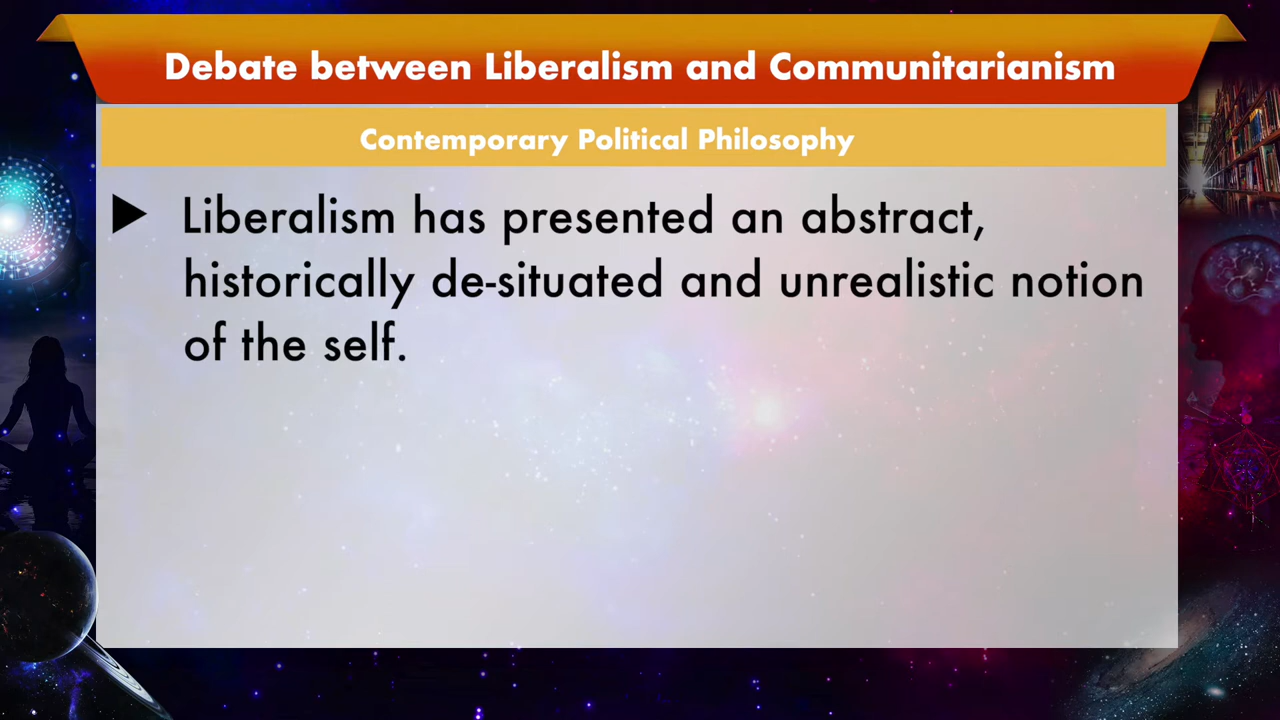 Debate between Liberalism and Communitarianism
Contemporary Political Philosophy
Liberalism has presented an abstract,
historically de-situated and unrealistic notion
of the self.